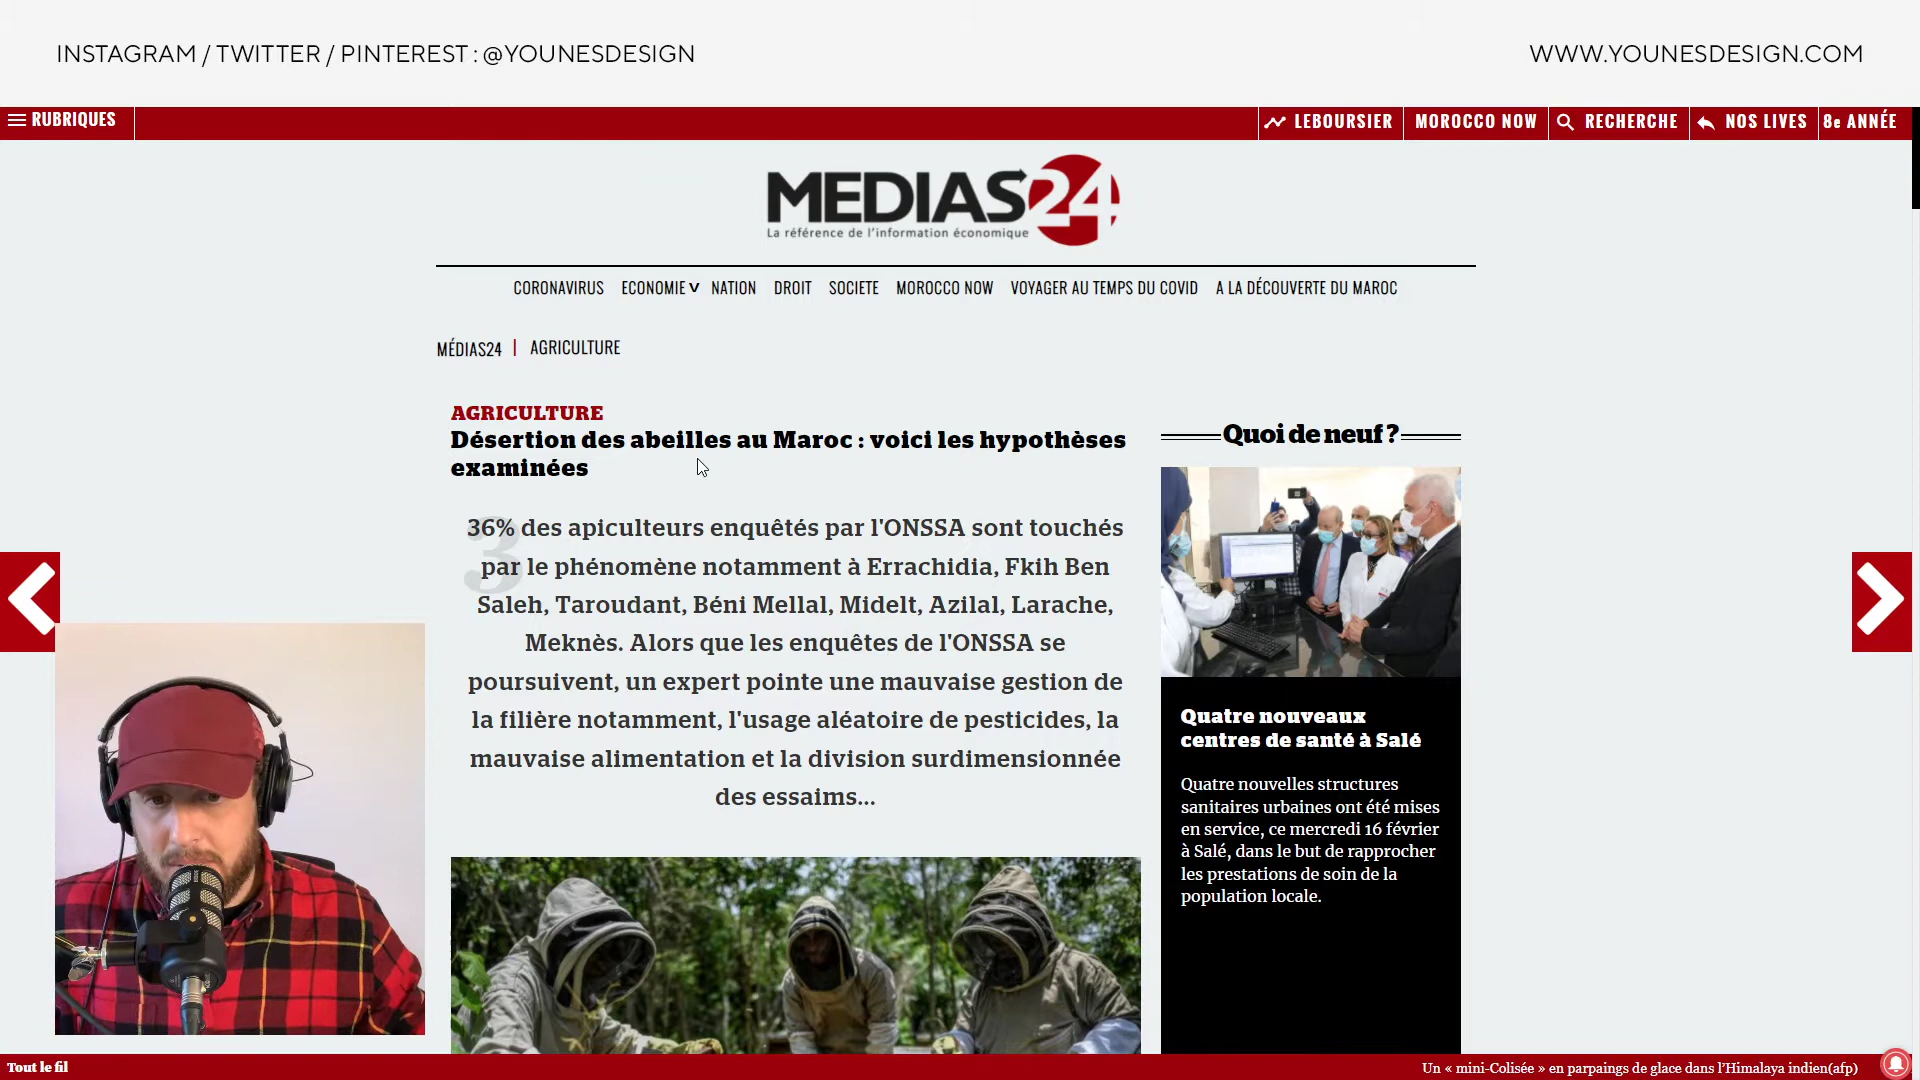 INSTAGRAM / TWITTER / PINTEREST : @YOUNESDESIGN
WWW.YOUNESDESIGN.COM
RUBRIQUES
LEBOURSIER
MOROCCO NOW
RECHERCHE
NOS LIVES
8e ANNÉE
MEDIAS24
La référence de l'information économique
CORONAVIRUS ECONOMIE NATION DROIT SOCIETE MOROCCO NOW VOYAGER AU TEMPS DU COVID A LA DÉCOUVERTE DU MAROC
MÉDIAS24 | AGRICULTURE
AGRICULTURE
Désertion des abeilles au Maroc : voici les hypothèses
examinées
3
36% des apiculteurs enquêtés par l'ONSSA sont touchés
par le phénomène notamment à Errachidia, Fkih Ben
Saleh, Taroudant, Béni Mellal, Midelt, Azilal, Larache,
Meknès. Alors que les enquêtes de l'ONSSA se
poursuivent, un expert pointe une mauvaise gestion de
la filière notamment, l'usage aléatoire de pesticides, la
mauvaise alimentation et la division surdimensionnée
des essaims...
Quoi de neuf ?
Quatre nouveaux
centres de santé à Salé
Quatre nouvelles structures
sanitaires urbaines ont été mises
en service, ce mercredi 16 février
à Salé, dans le but de rapprocher
les prestations de soin de la
population locale.
Tout le fil
Un « mini-Colisée » en parpaings de glace dans l'Himalaya indien(afp)